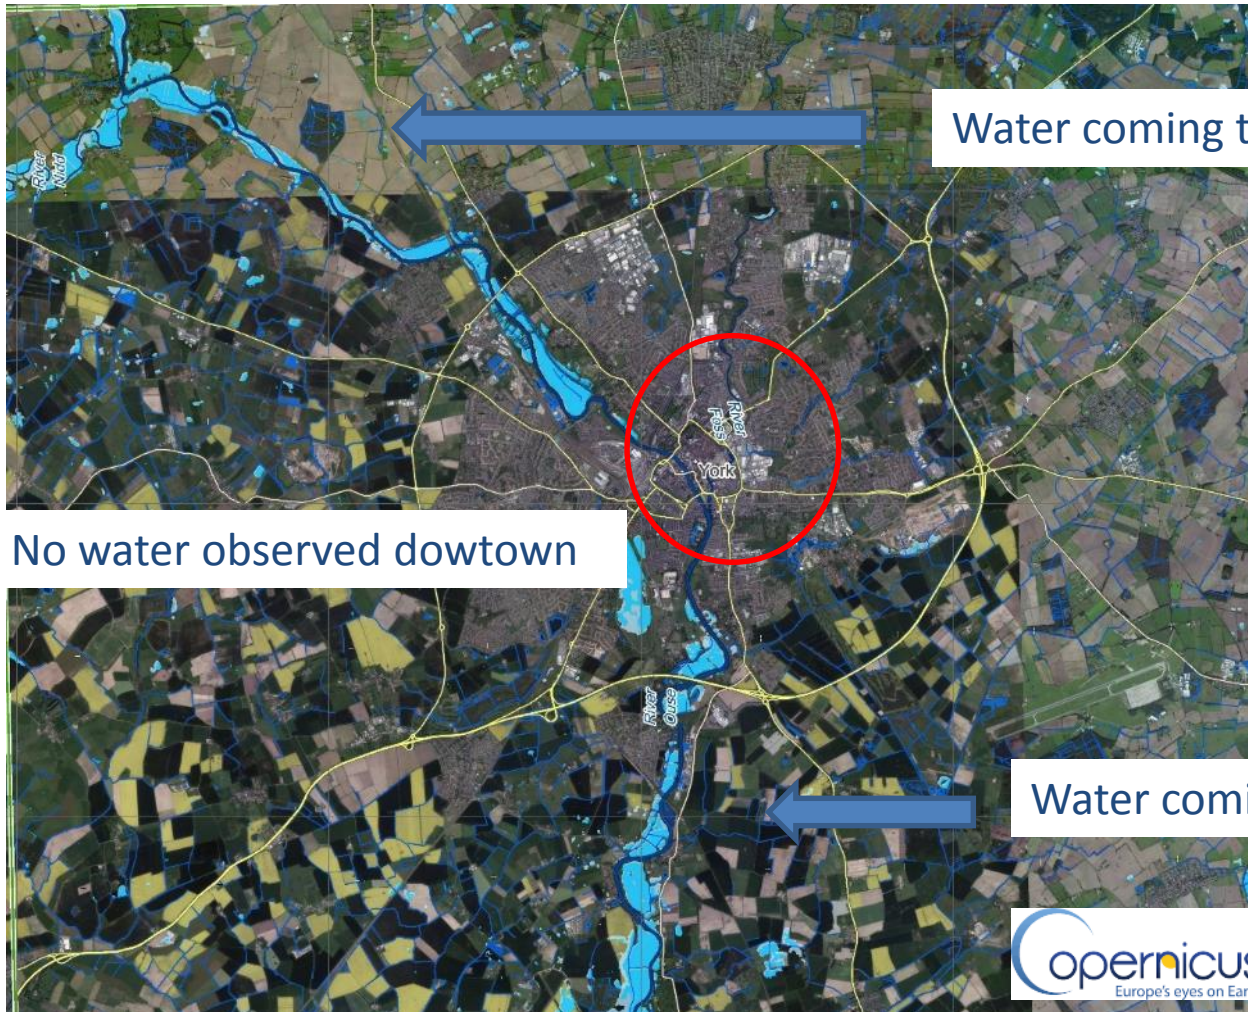 Water coming t
River
Nidd
River
Foss
York
No water observed dowtown
River
Ouse
Water comi
opernicus
Europe's eyes on Ear